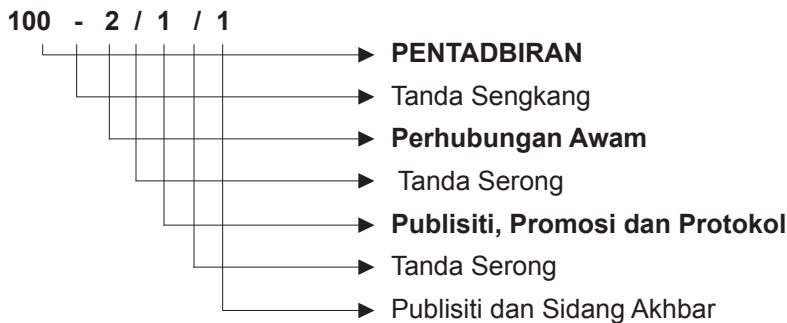 100 - 2 / 1 / 1
PENTADBIRAN
Tanda Sengkang
Perhubungan Awam
Tanda Serong
Publisiti, Promosi dan Protokol
Tanda Serong
Publisiti dan Sidang Akhbar